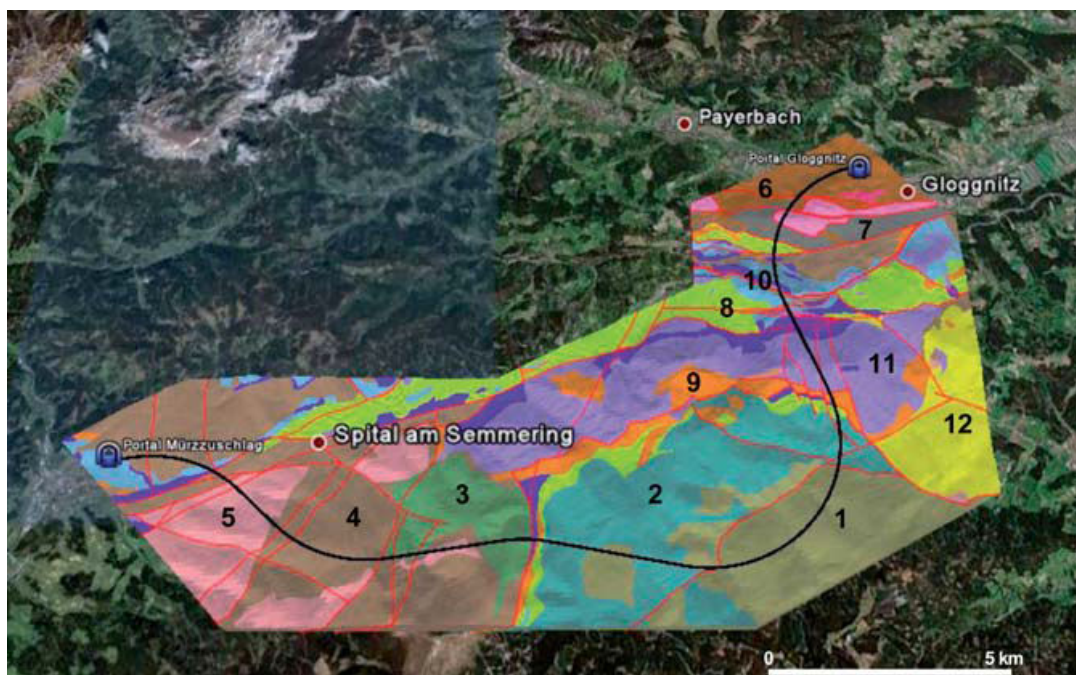 Payerbach
Portal Gloggnitz
Gloggnitz
6
7
10
8
11
9
12
Portal Mürzzuschlag
Spital am Semmering
3
2
5
4
1
0
5 km